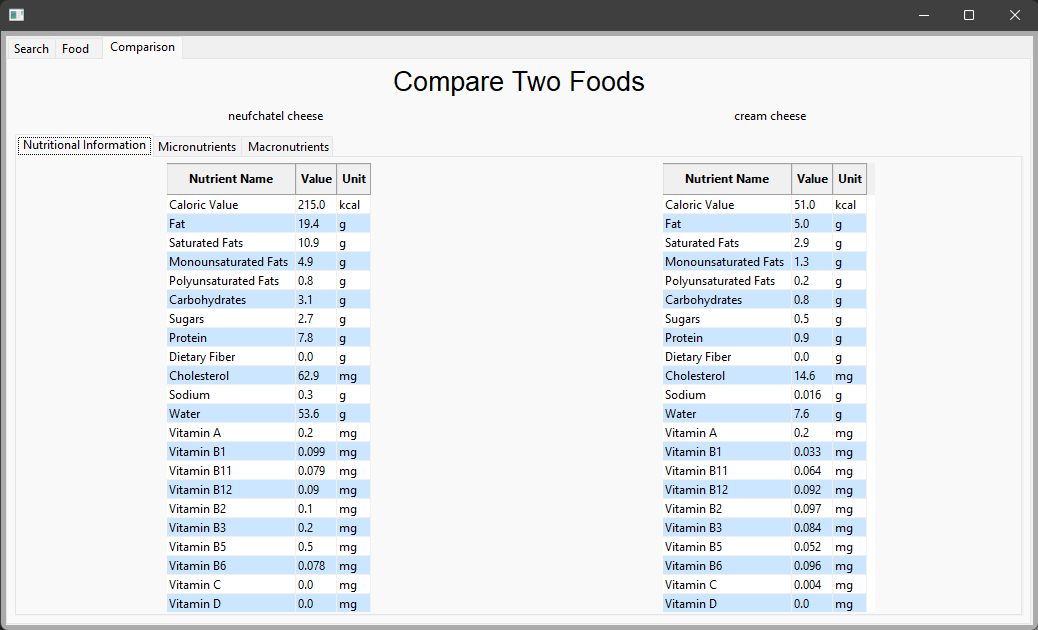 Search Food Comparison
Compare Two Foods
neufchatel cheese cream cheese
Nutritional Information Micronutrients Macronutrients
Nutrient Name Value Unit Nutrient Name Value Unit
Caloric Value 215.0 kcal Caloric Value 51.0 kcal
Fat 19.4 g Fat 5.0 g
Saturated Fats 10.9 g Saturated Fats 2.9 g
Monounsaturated Fats 4.9 g Monounsaturated Fats 1.3 g
Polyunsaturated Fats 0.8 g Polyunsaturated Fats 0.2 g
Carbohydrates 3.1 g Carbohydrates 0.8 g
Sugars 2.7 g Sugars 0.5 g
Protein 7.8 g Protein 0.9 g
Dietary Fiber 0.0 g Dietary Fiber 0.0 g
Cholesterol 62.9 mg Cholesterol 14.6 mg
Sodium 0.3 g Sodium 0.016 g
Water 53.6 g Water 7.6 g
Vitamin A 0.2 mg Vitamin A 0.2 mg
Vitamin B1 0.099 mg Vitamin B1 0.033 mg
Vitamin B11 0.079 mg Vitamin B11 0.064 mg
Vitamin B12 0.09 mg Vitamin B12 0.092 mg
Vitamin B2 0.1 mg Vitamin B2 0.097 mg
Vitamin B3 0.2 mg Vitamin B3 0.084 mg
Vitamin B5 0.5 mg Vitamin B5 0.052 mg
Vitamin B6 0.078 mg Vitamin B6 0.096 mg
Vitamin C 0.0 mg Vitamin C 0.004 mg
Vitamin D 0.0 mg Vitamin D 0.0 mg